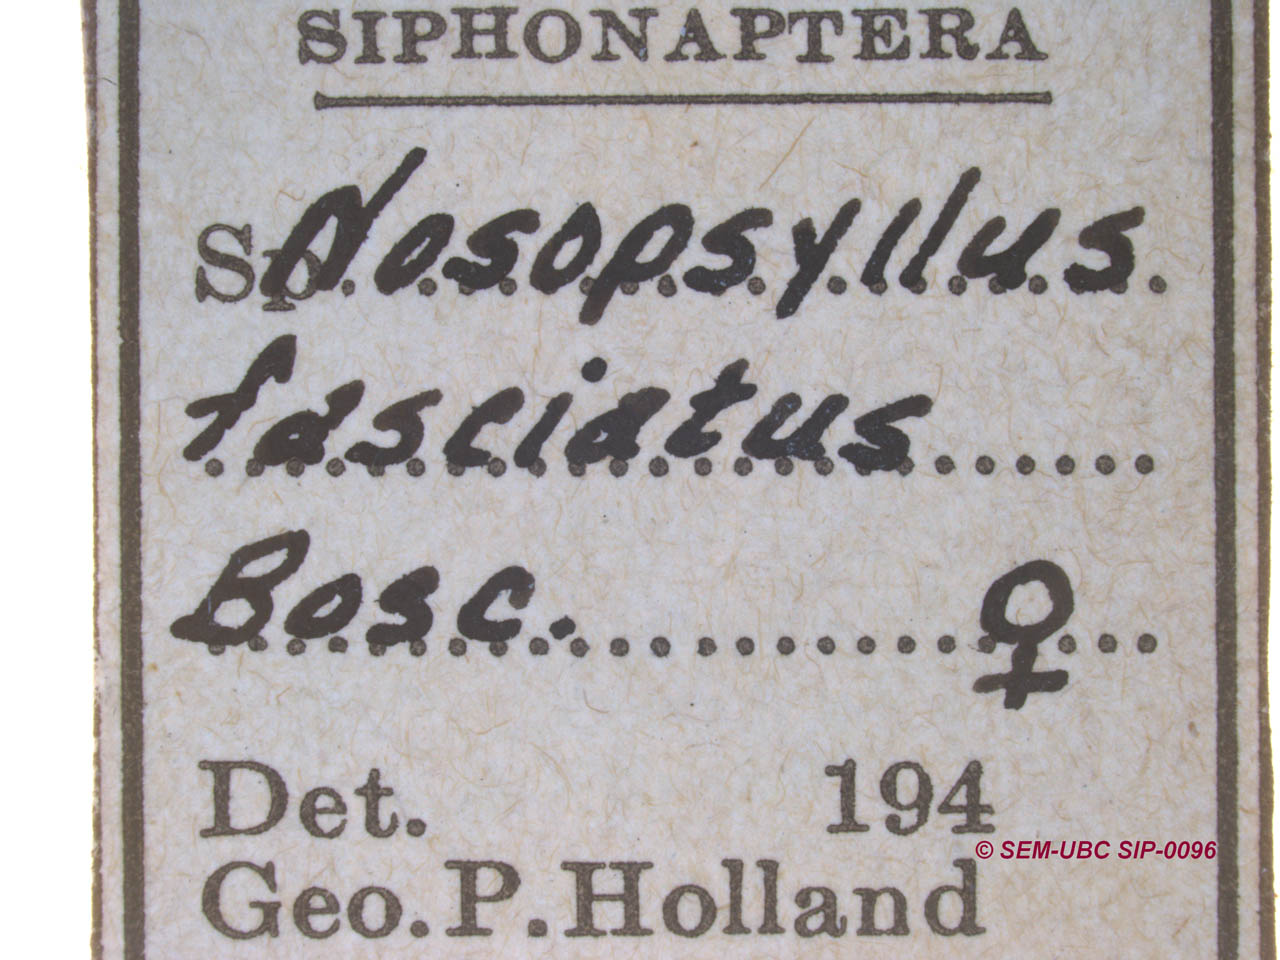 SIPHONAPTERA
Sp. Nosopsyllus
fasciatus
Bosc. ♀
Det. 194
© SEM-UBC SIP-0096
Geo. P. Holland